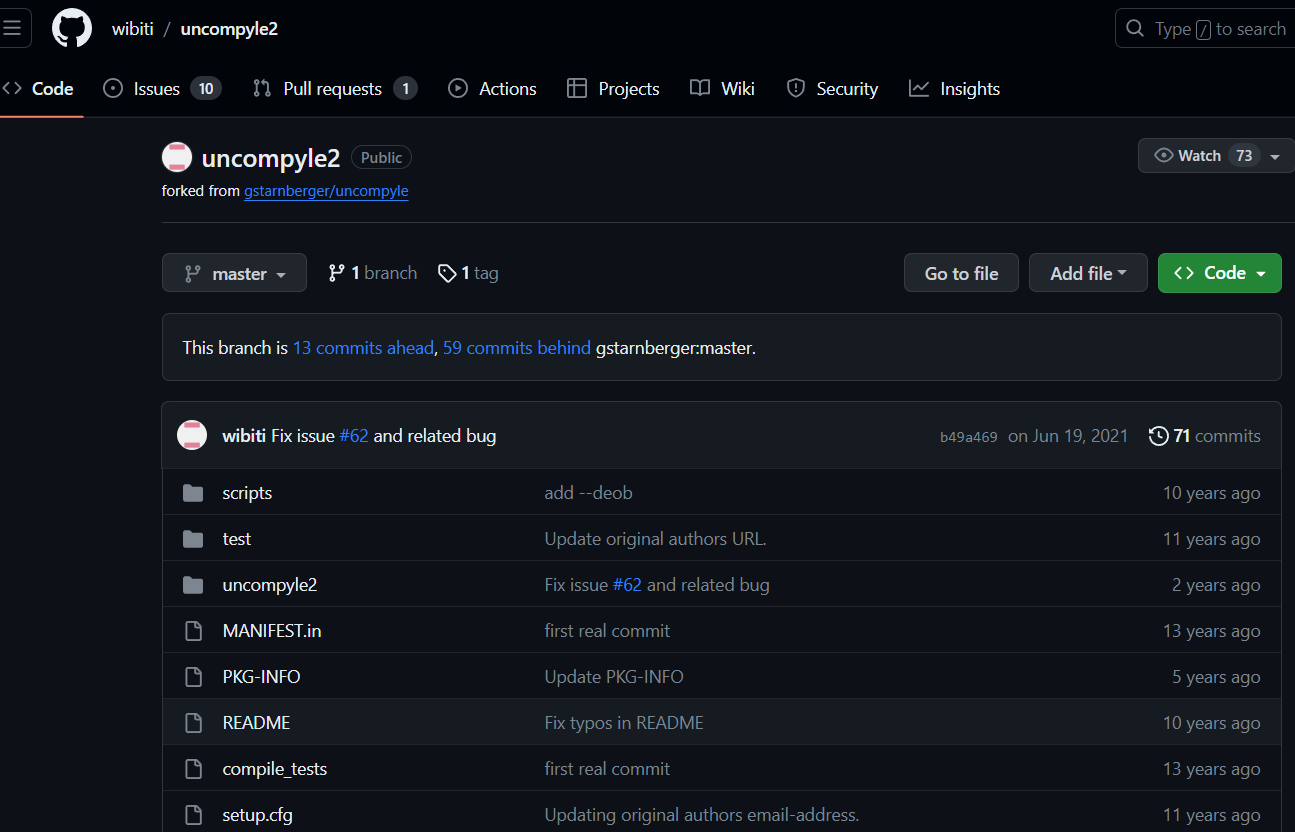 wibiti / uncompyle2
Type / to search
Code
Issues 10
Pull requests 1
Actions
Projects
Wiki
Security
Insights
uncompyle2 Public
Watch 73
forked from gstarnberger/uncompyle
master
1 branch
1 tag
Go to file
Add file
Code
This branch is 13 commits ahead, 59 commits behind gstarnberger:master.
wibiti Fix issue #62 and related bug
b49a469 on Jun 19, 2021
71 commits
scripts add --deob 10 years ago
test Update original authors URL. 11 years ago
uncompyle2 Fix issue #62 and related bug 2 years ago
MANIFEST.in first real commit 13 years ago
PKG-INFO Update PKG-INFO 5 years ago
README Fix typos in README 10 years ago
compile_tests first real commit 13 years ago
setup.cfg Updating original authors email-address. 11 years ago